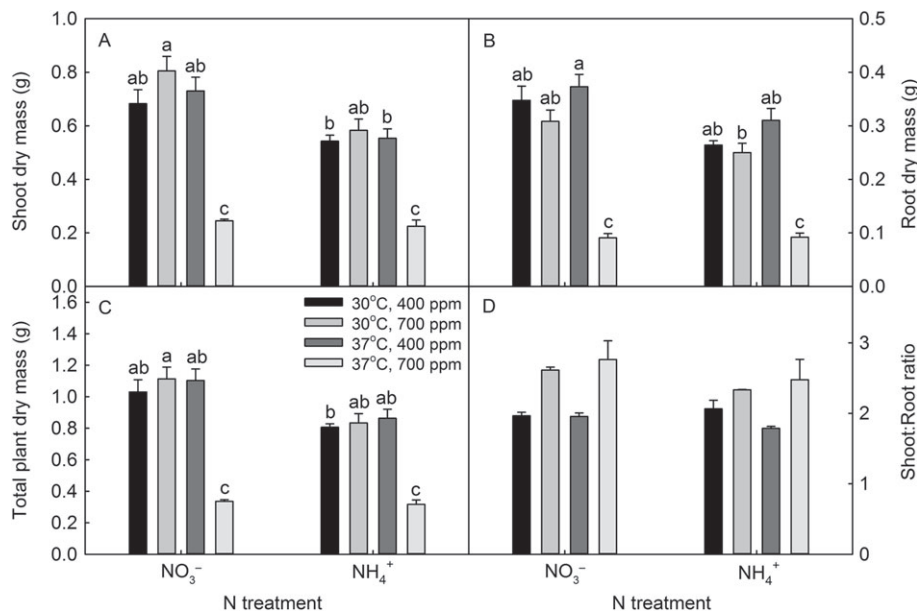 A
Shoot dry mass (g)
1.0
0.8
0.6
0.4
0.2
0.0
ab
a
ab
c
b
ab
b
c
B
Root dry mass (g)
0.5
0.4
0.3
0.2
0.1
0.0
ab
ab
a
c
ab
b
ab
c
C
Total plant dry mass (g)
1.6
1.4
1.2
1.0
0.8
0.6
0.4
0.2
0.0
30°C, 400 ppm
30°C, 700 ppm
37°C, 400 ppm
37°C, 700 ppm
ab
a
ab
c
b
ab
ab
c
NO₃⁻
NH₄⁺
N treatment
D
Shoot:Root ratio
3
2
1
0
NO₃⁻
NH₄⁺
N treatment